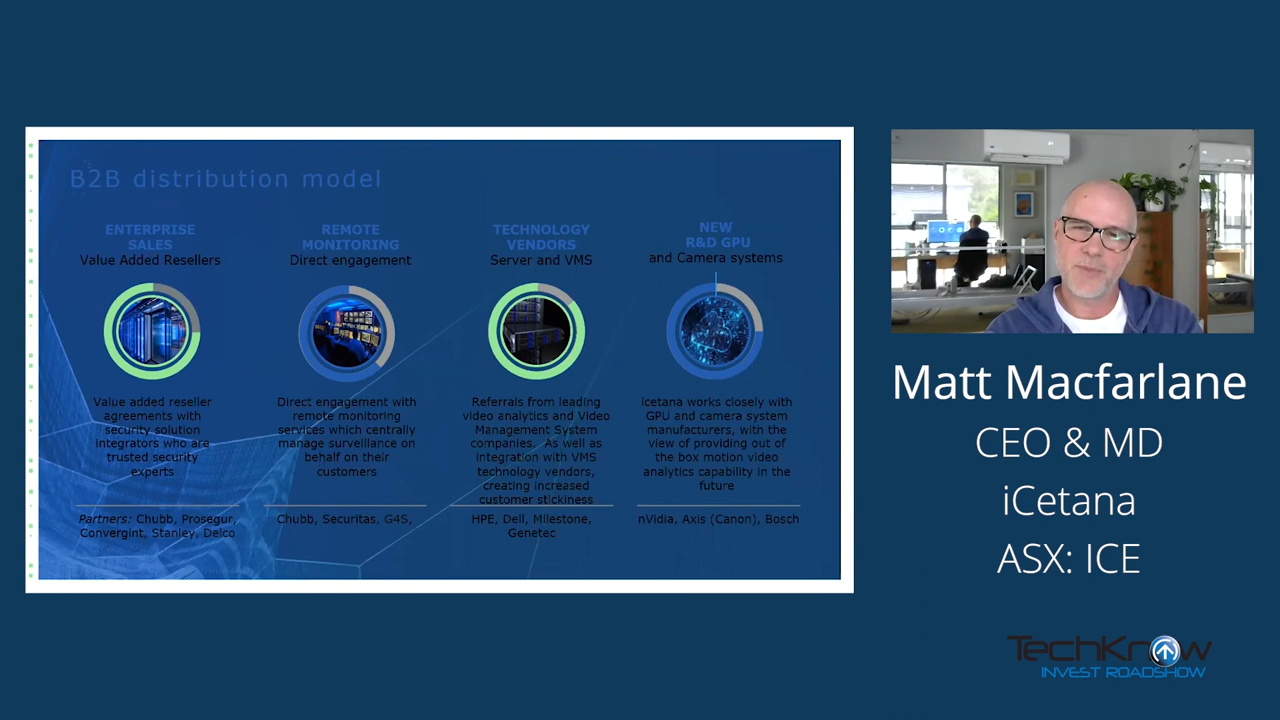 B2B distribution model
ENTERPRISE
SALES
Value Added Resellers
Value added reseller
agreements with
security solution
integrators who are
trusted security
experts
Partners: Chubb, Prosegur,
Convergint, Stanley, Delco
REMOTE
MONITORING
Direct engagement
Direct engagement with
remote monitoring
services which centrally
manage surveillance on
behalf on their
customers
Chubb, Securitas, G4S,
TECHNOLOGY
VENDORS
Server and VMS
Referrals from leading
video analytics and Video
Management System
companies. As well as
integration with VMS
technology vendors,
creating increased
customer stickiness
HPE, Dell, Milestone,
Genetec
NEW
R&D GPU
and Camera systems
icetana works closely with
GPU and camera system
manufacturers, with the
view of providing out of
the box motion video
analytics capability in the
future
nVidia, Axis (Canon), Bosch
Matt Macfarlane
CEO & MD
iCetana
ASX: ICE
TechKnow
INVEST ROADSHOW